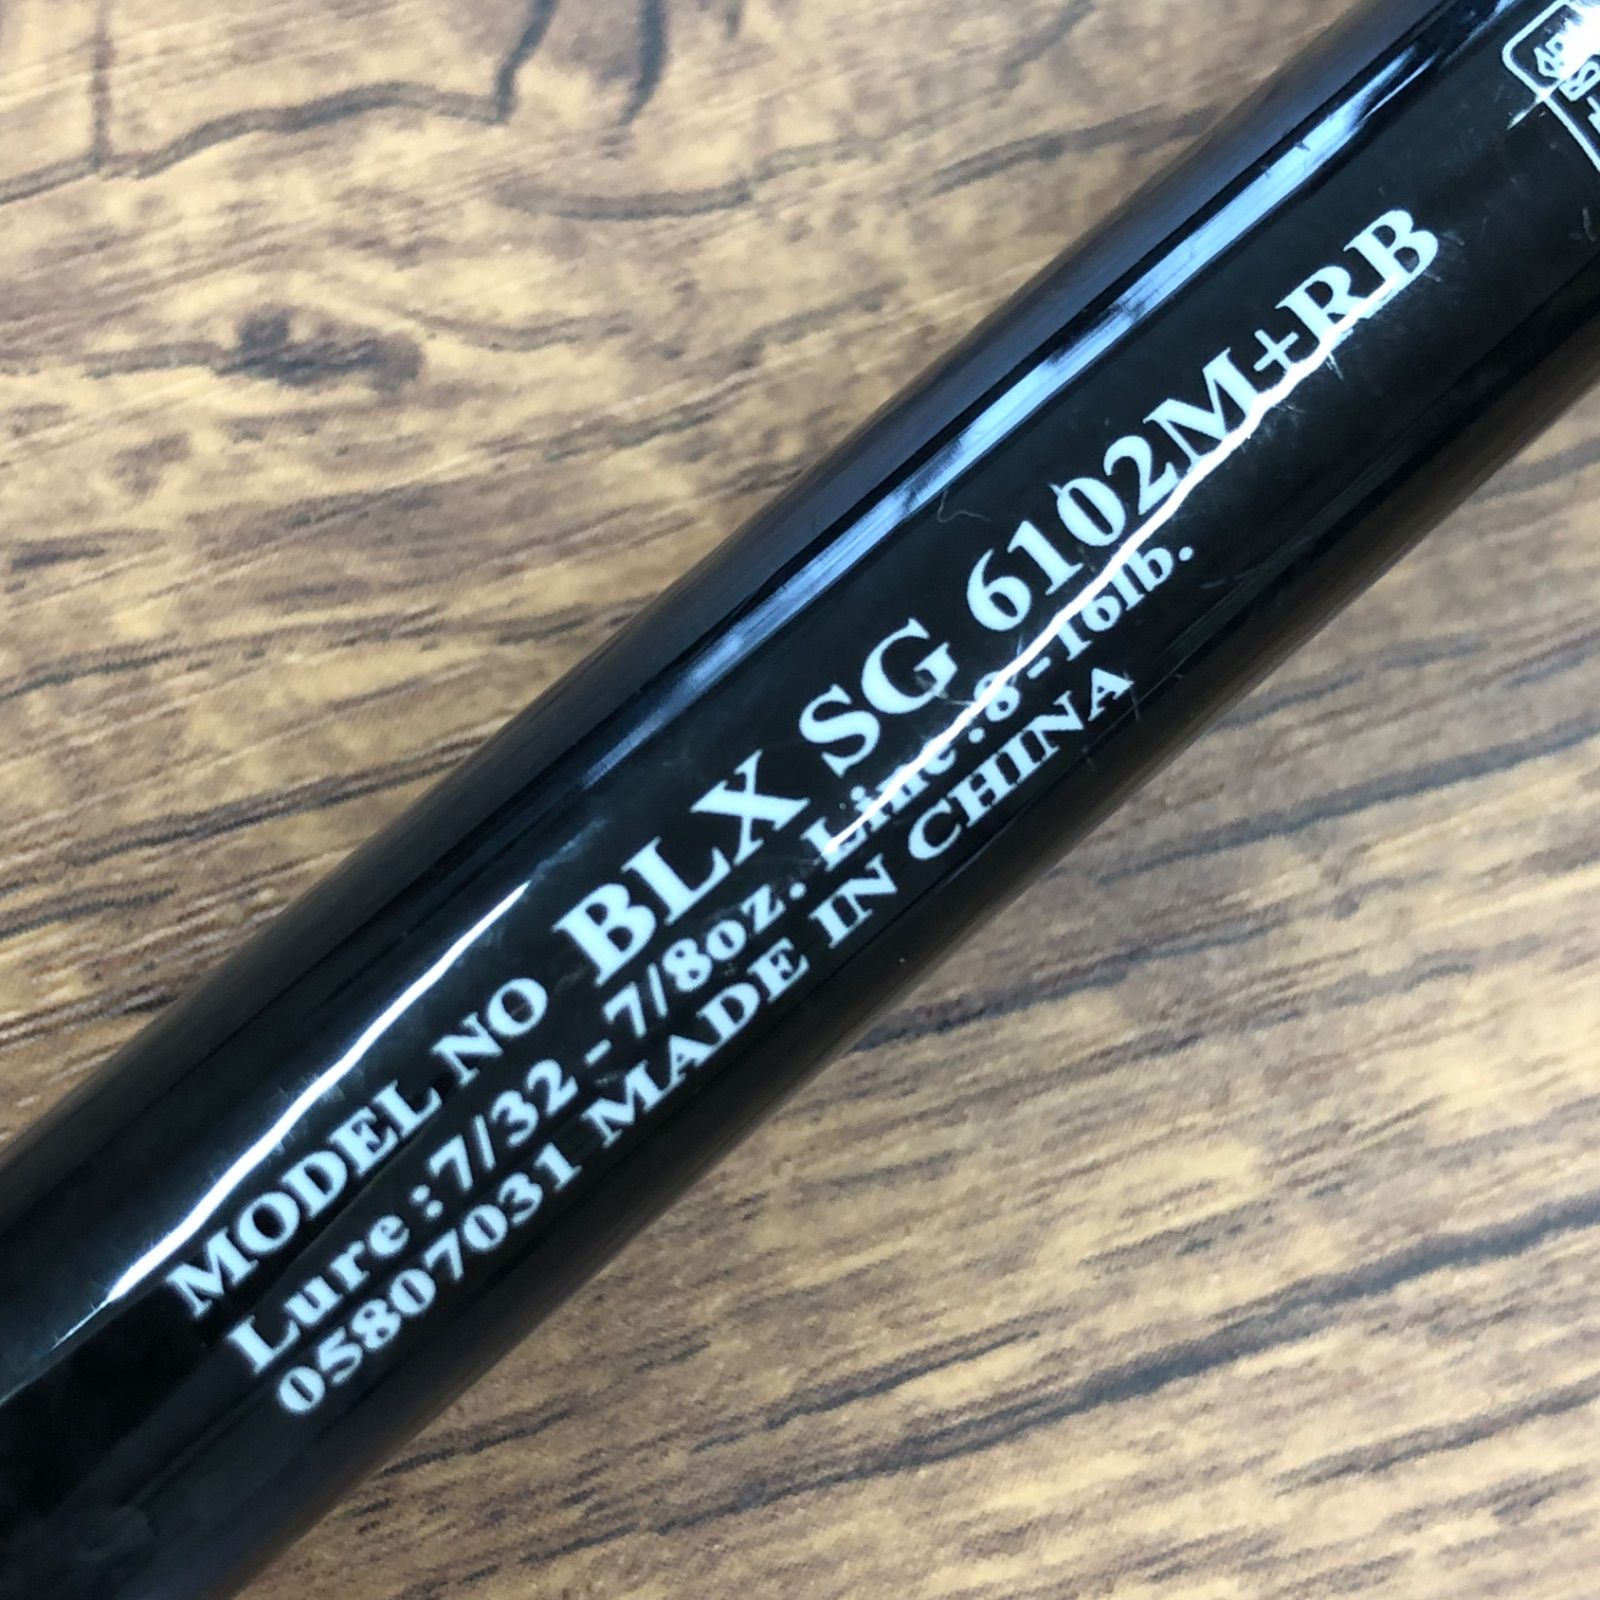 MODEL NO BLX SG 6102M+RB
Lure : 7/32 - 7/8oz. Line : 8 - 16lb.
05807031 MADE IN CHINA